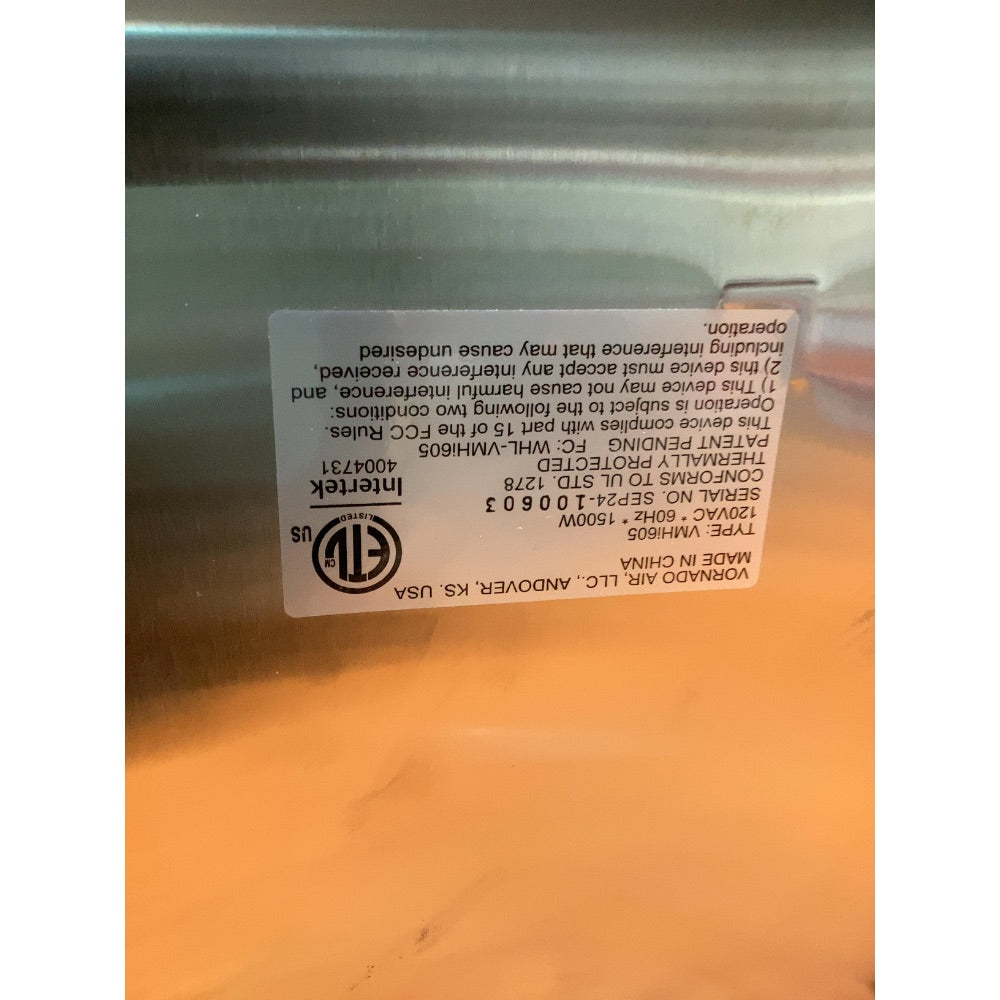 VORNADO AIR, LLC., ANDOVER, KS. USA
MADE IN CHINA
TYPE: VMHi605
120VAC * 60Hz * 1500W
SERIAL NO. SEP24-100603
CONFORMS TO UL STD. 1278
THERMALLY PROTECTED
PATENT PENDING FC: WHL-VMHi605
This device complies with part 15 of the FCC Rules.
Operation is subject to the following two conditions:
1) This device may not cause harmful interference, and
2) this device must accept any interference received,
including interference that may cause undesired
operation.
ETL
CM
LISTED
US
Intertek
4004731